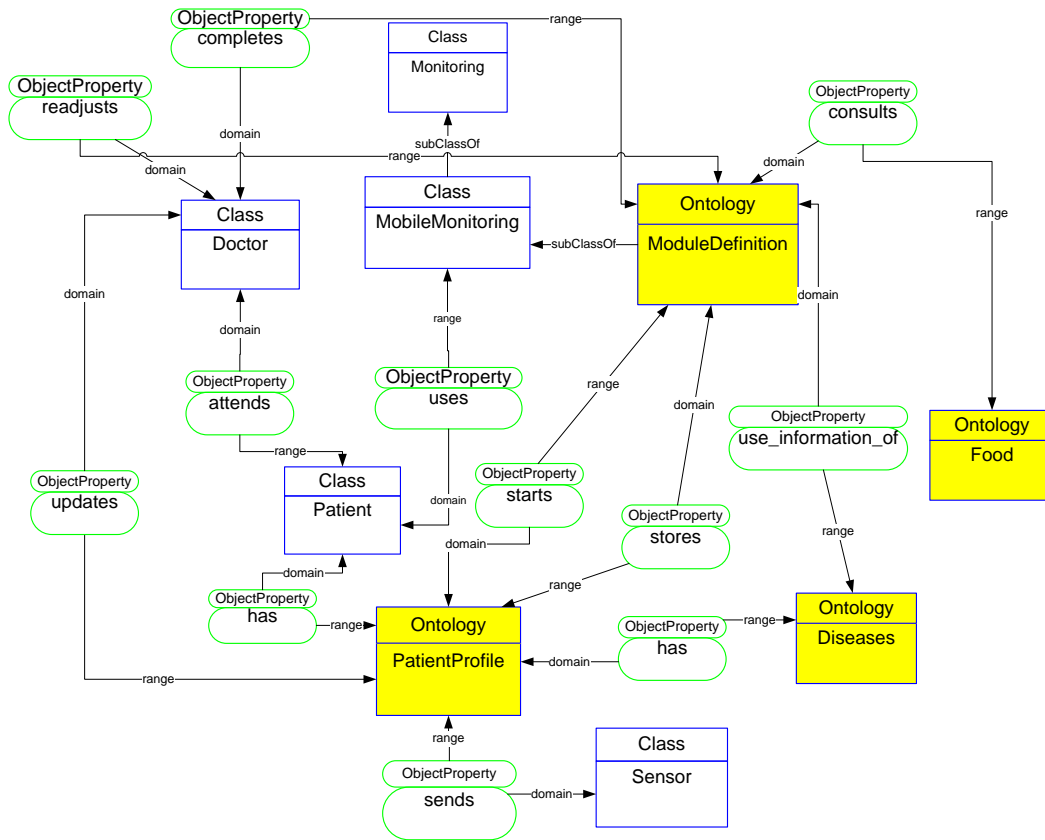 ObjectProperty
completes
range
Class
Monitoring
ObjectProperty
readjusts
ObjectProperty
consults
domain
subClassOf
range
domain
domain
Class
Doctor
Class
MobileMonitoring
Ontology
ModuleDefinition
range
subClassOf
domain
domain
domain
range
ObjectProperty
attends
ObjectProperty
uses
range
domain
ObjectProperty
use_information_of
Ontology
Food
range
Class
Patient
ObjectProperty
updates
ObjectProperty
starts
domain
ObjectProperty
stores
range
domain
domain
range
ObjectProperty
has
range
Ontology
PatientProfile
ObjectProperty
has
range
domain
Ontology
Diseases
range
range
ObjectProperty
sends
domain
Class
Sensor